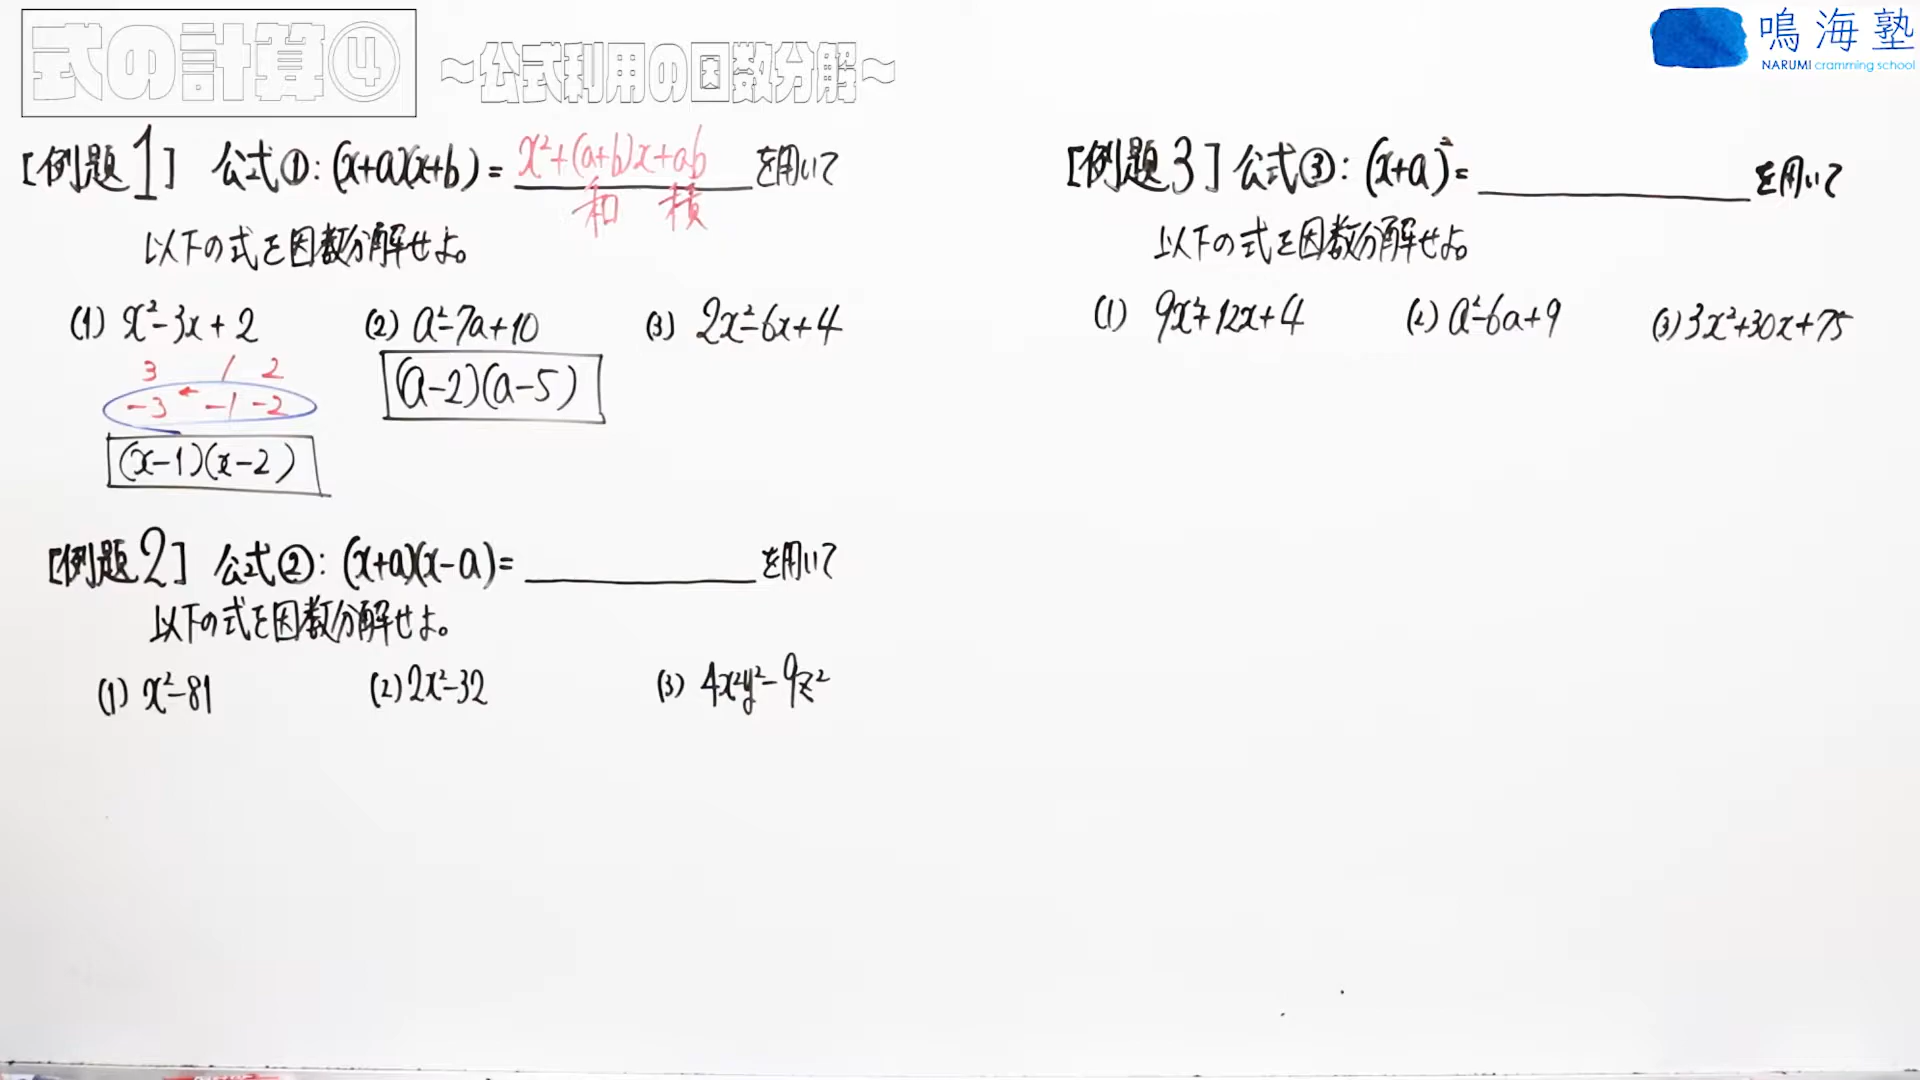 式の計算④ ～公式利用の因数分解～
鳴海塾
NARUMI cramming school
[例題1] 公式①:(x+a)(x+b)= x²+(a+b)x+ab を用いて
和 積
以下の式を因数分解せよ。
(1) x²-3x+2 (2) a²-7a+10 (3) 2x²-6x+4
3 1 2
-3 ← -1 -2
(a-2)(a-5)
(x-1)(x-2)
[例題2] 公式②:(x+a)(x-a)= を用いて
以下の式を因数分解せよ。
(1) x²-81 (2) 2x²-32 (3) 4x²y²-9z²
[例題3] 公式③:(x+a)²= を用いて
以下の式を因数分解せよ。
(1) 9x²+12x+4 (2) a²-6a+9 (3) 3x²+30x+75